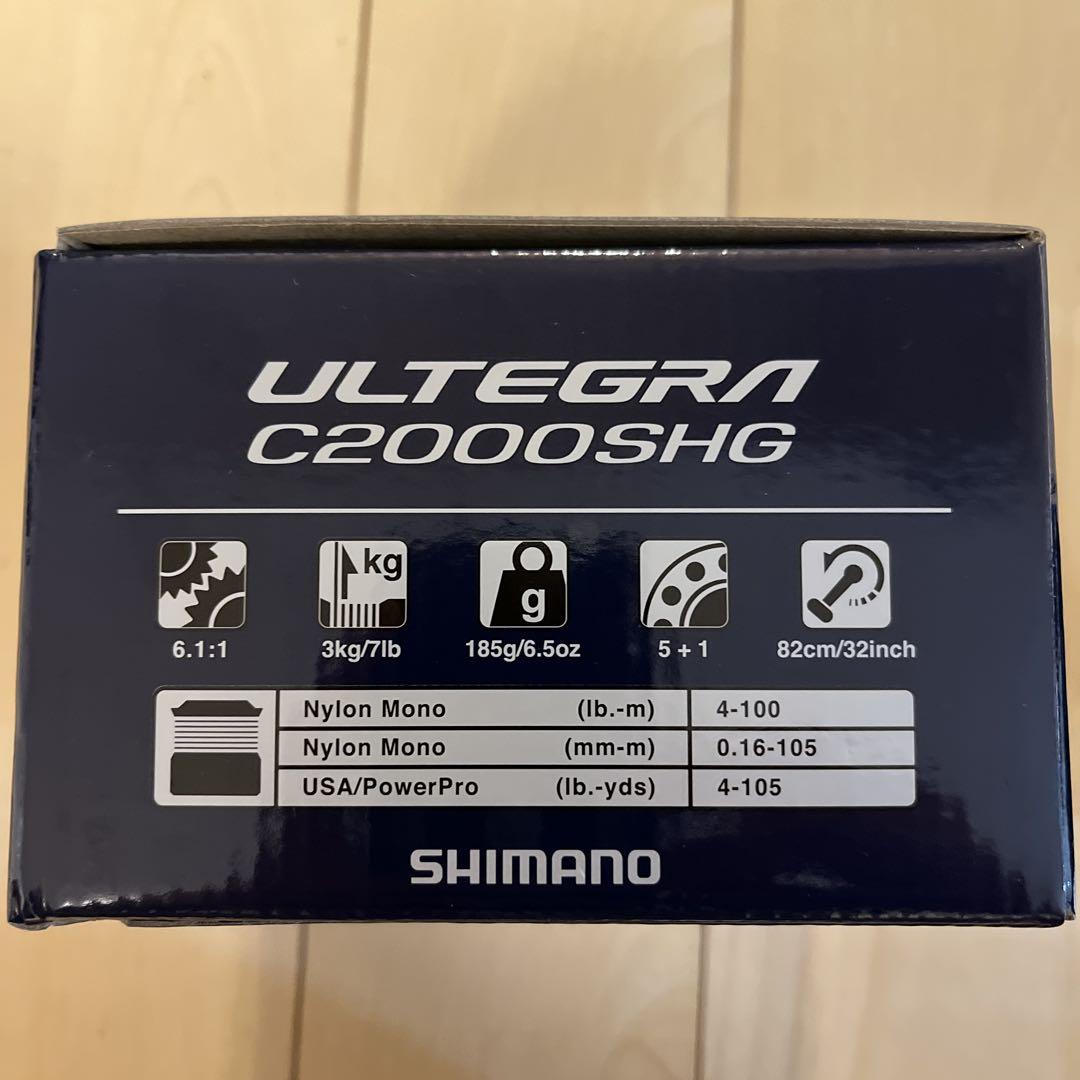 ULTEGRA
C2000SHG
kg
g
6.1:1 3kg/7lb 185g/6.5oz 5+1 82cm/32inch
Nylon Mono (lb.-m) 4-100
Nylon Mono (mm-m) 0.16-105
USA/PowerPro (lb.-yds) 4-105
SHIMANO